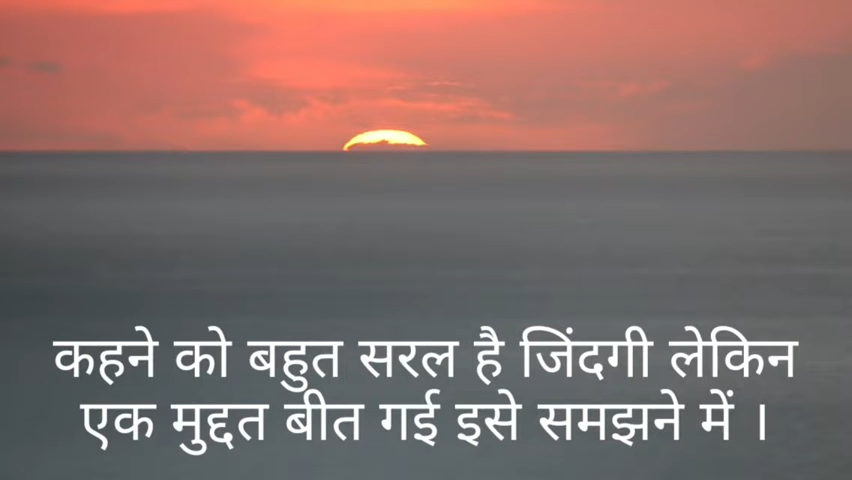 कहने को बहुत सरल है जिंदगी लेकिन
एक मुद्दत बीत गई इसे समझने में ।